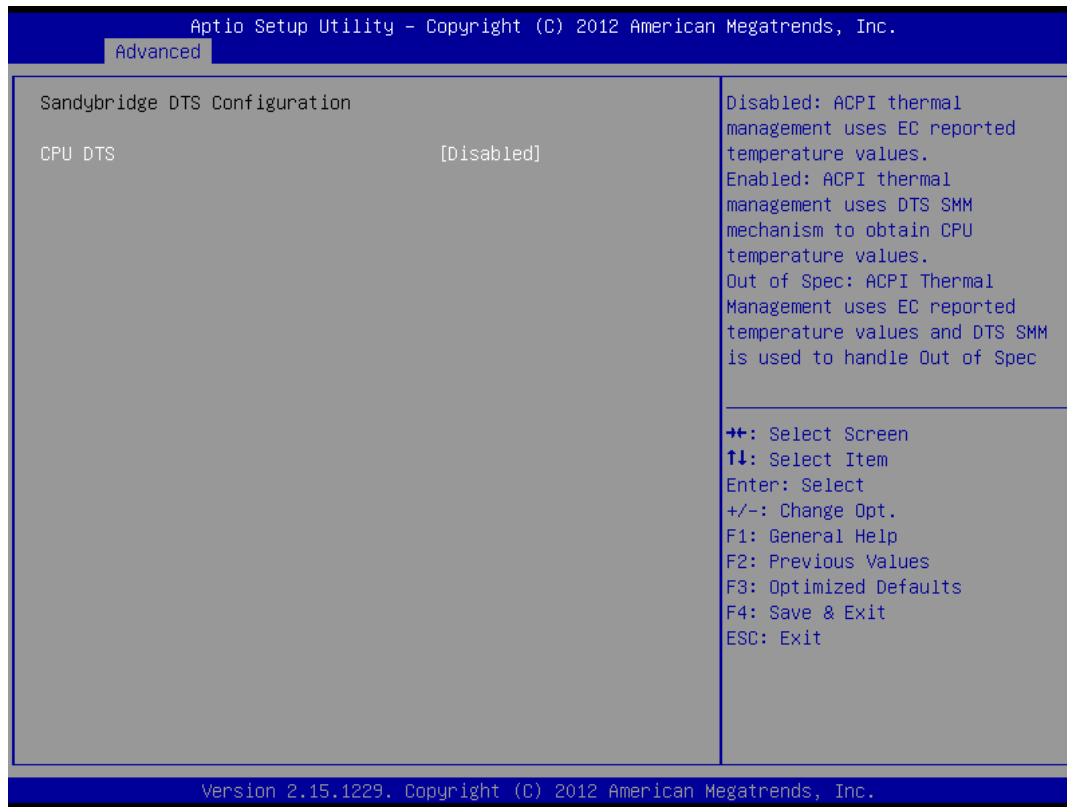 Aptio Setup Utility – Copyright (C) 2012 American Megatrends, Inc.
Advanced
Sandybridge DTS Configuration
CPU DTS [Disabled]
Disabled: ACPI thermal
management uses EC reported
temperature values.
Enabled: ACPI thermal
management uses DTS SMM
mechanism to obtain CPU
temperature values.
Out of Spec: ACPI Thermal
Management uses EC reported
temperature values and DTS SMM
is used to handle Out of Spec
→←: Select Screen
↑↓: Select Item
Enter: Select
+/-: Change Opt.
F1: General Help
F2: Previous Values
F3: Optimized Defaults
F4: Save & Exit
ESC: Exit
Version 2.15.1229. Copyright (C) 2012 American Megatrends, Inc.